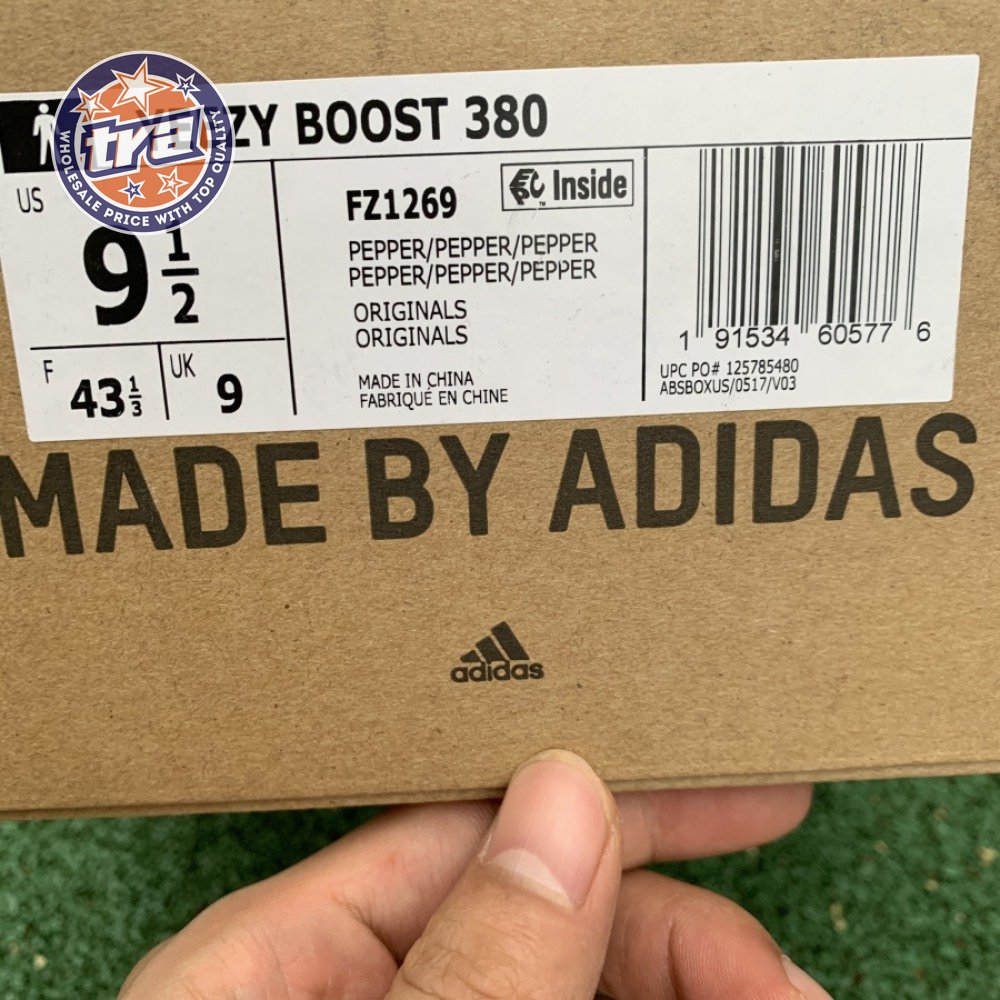 YEEZY BOOST 380
tra
WHOLESALE PRICE WITH TOP QUALITY
US
9 1/2
F
43 1/3
UK
9
FZ1269
Inside
™
PEPPER/PEPPER/PEPPER
PEPPER/PEPPER/PEPPER
ORIGINALS
ORIGINALS
MADE IN CHINA
FABRIQUÉ EN CHINE
1 91534 60577 6
UPC PO# 125785480
ABSBOXUS/0517/V03
MADE BY ADIDAS
adidas